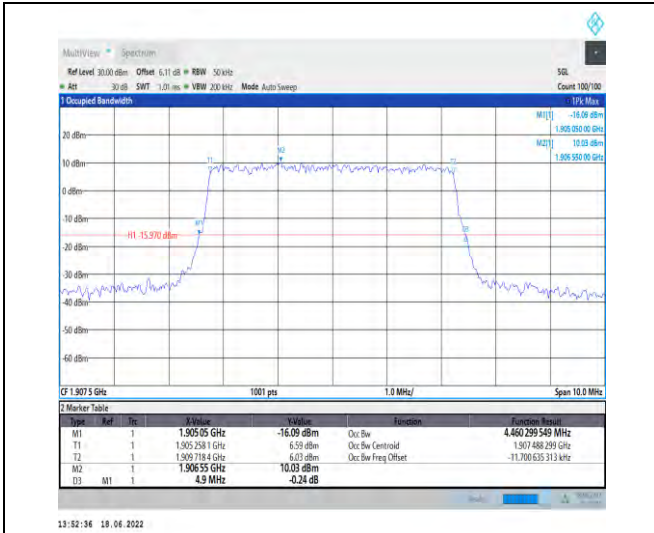 MultiView Spectrum
Ref Level 30.00 dBm Offset 6.11 dB RBW 50 kHz SGL
Att 30 dB SWT 1.01 ms VBW 200 kHz Mode Auto Sweep Count 100/100
1 Occupied Bandwidth 1Pk Max
M1[1] -16.09 dBm
1.905 050 00 GHz
M2[1] 10.03 dBm
1.906 550 00 GHz
20 dBm
M2
10 dBm
T1 T2
0 dBm
-10 dBm
M1
H1 -15.970 dBm
-20 dBm
-30 dBm
-40 dBm
-50 dBm
-60 dBm
CF 1.907 5 GHz 1001 pts 1.0 MHz/ Span 10.0 MHz
2 Marker Table
Type Ref Trc X-Value Y-Value Function Function Result
M1 1 1.905 05 GHz -16.09 dBm Occ Bw 4.460 299 549 MHz
T1 1 1.905 258 1 GHz 6.59 dBm Occ Bw Centroid 1.907 488 299 GHz
T2 1 1.909 718 4 GHz 6.03 dBm Occ Bw Freq Offset -11.700 635 313 kHz
M2 1 1.906 55 GHz 10.03 dBm
D3 M1 1 4.9 MHz -0.24 dB
13:52:36 18.06.2022